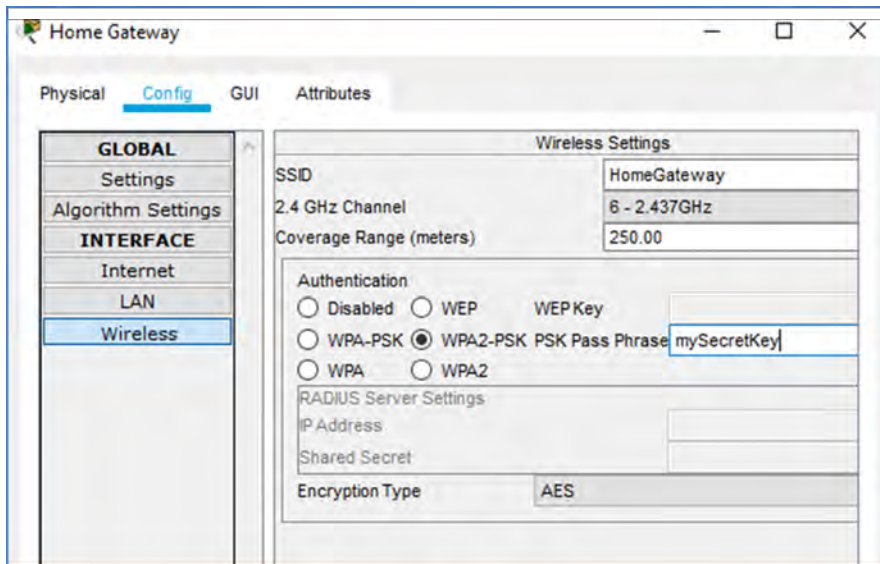 Home Gateway
Physical Config GUI Attributes
GLOBAL
Settings
Algorithm Settings
INTERFACE
Internet
LAN
Wireless
Wireless Settings
SSID HomeGateway
2.4 GHz Channel 6 - 2.437GHz
Coverage Range (meters) 250.00
Authentication
Disabled WEP WEP Key
WPA-PSK WPA2-PSK PSK Pass Phrase mySecretKey
WPA WPA2
RADIUS Server Settings
IP Address
Shared Secret
Encryption Type AES